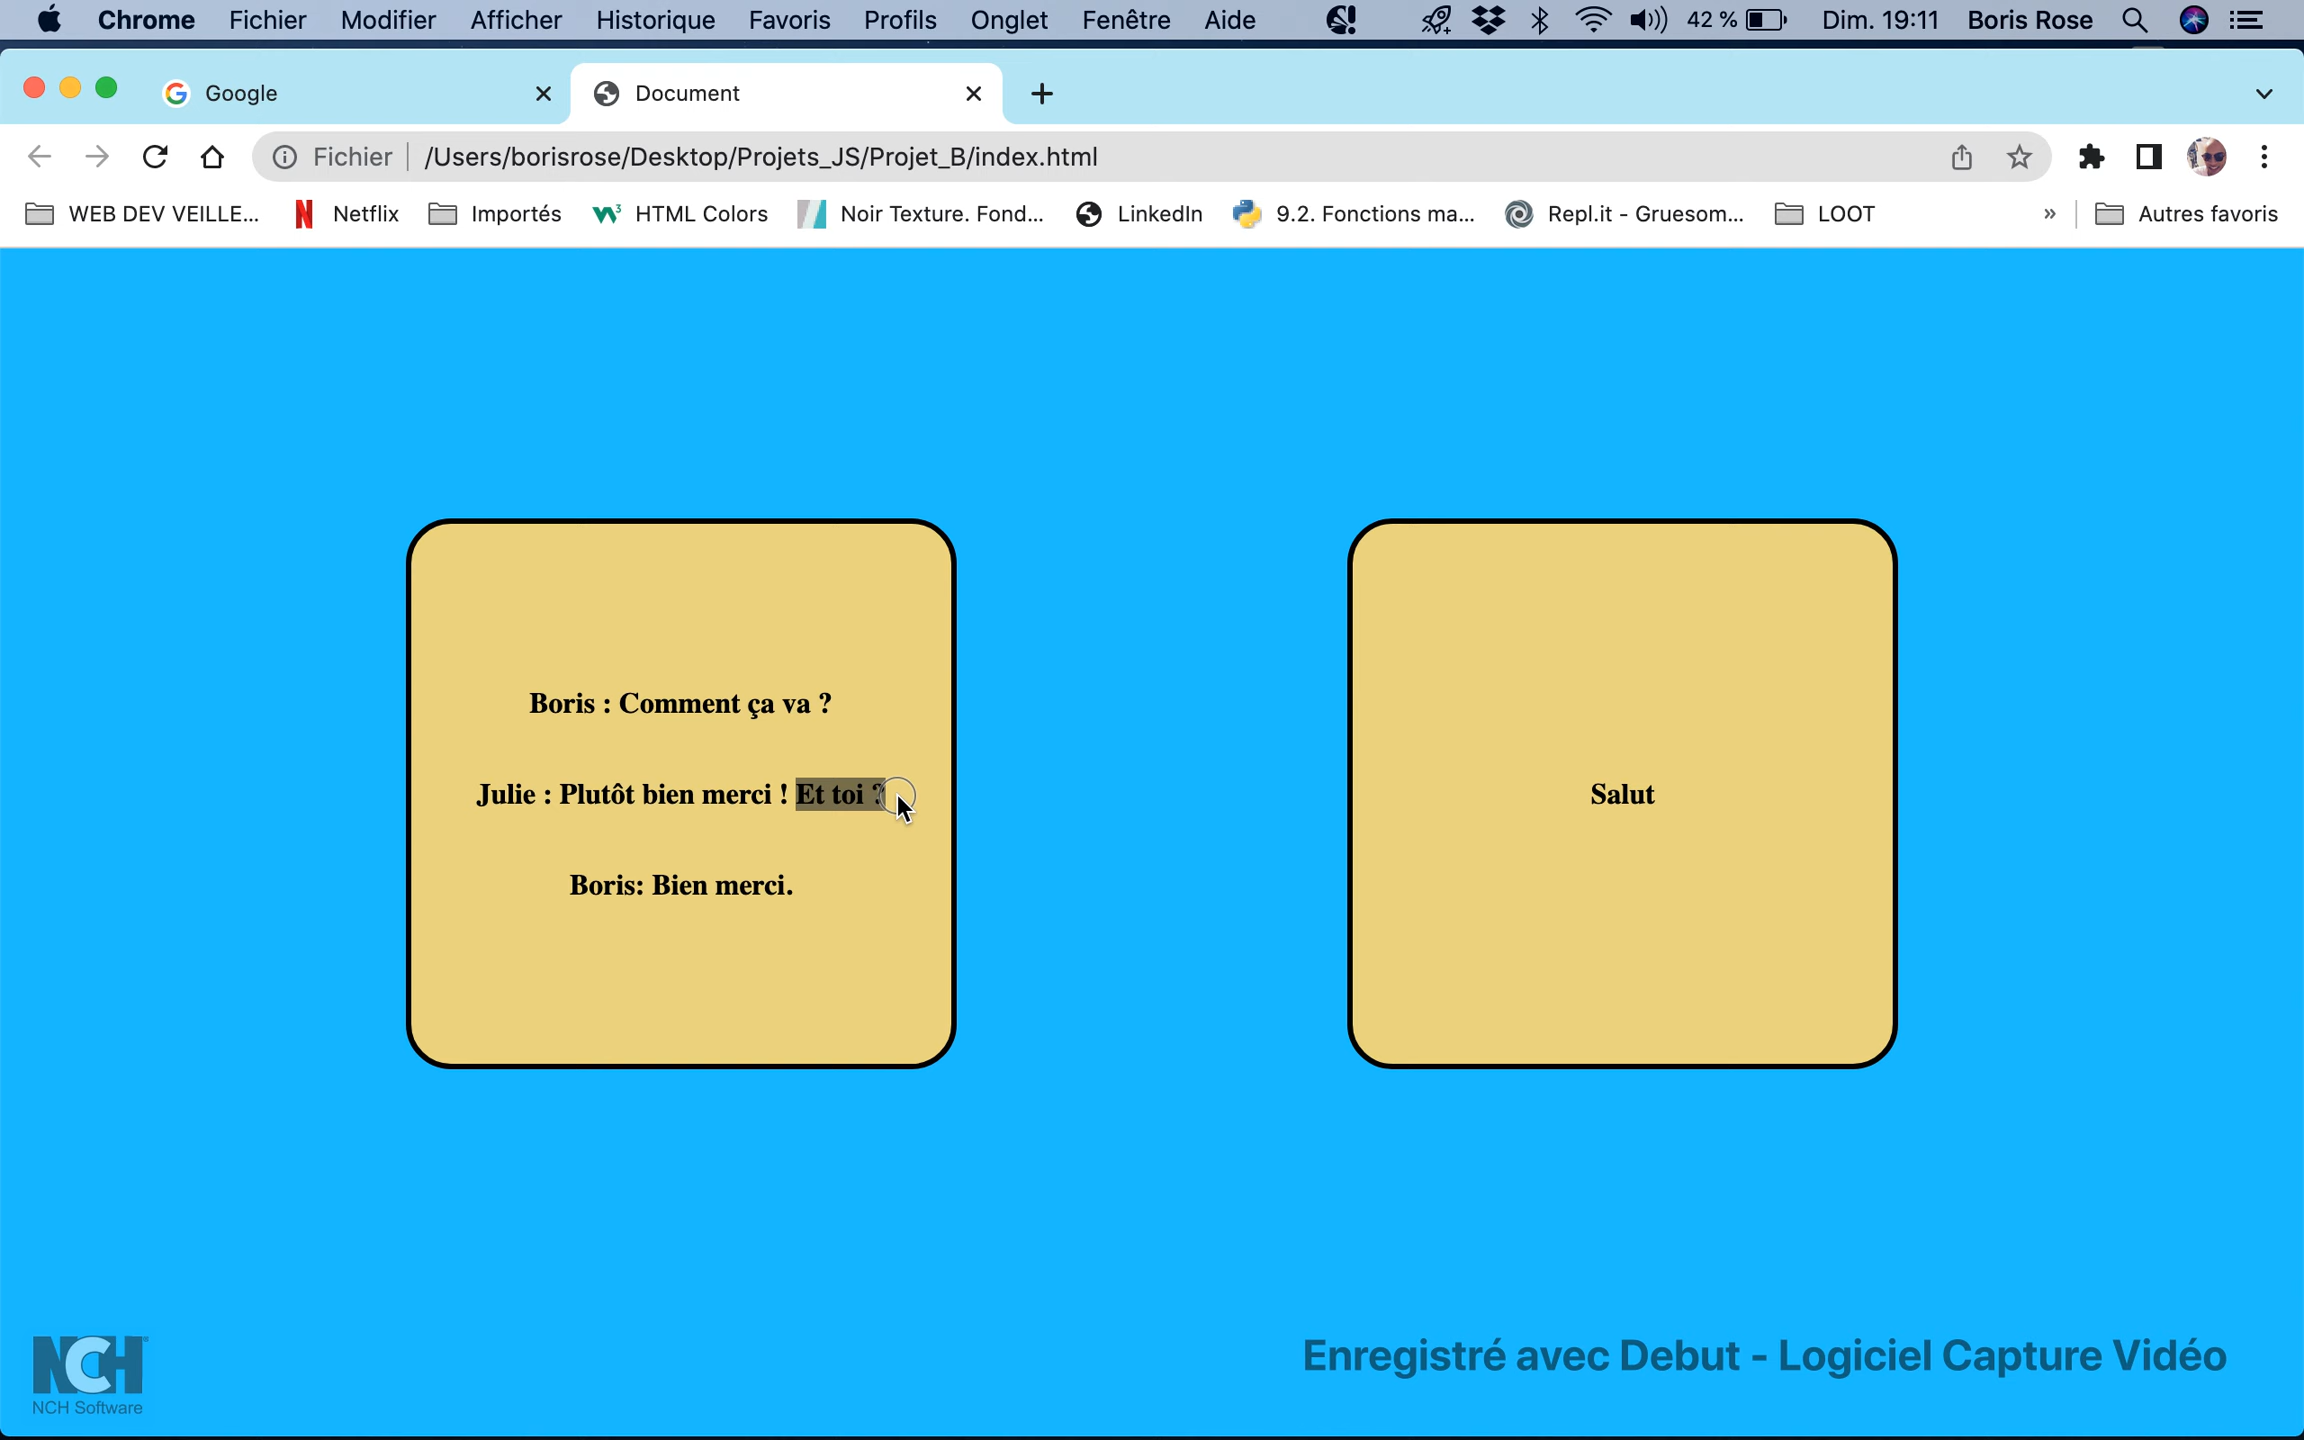 Chrome Fichier Modifier Afficher Historique Favoris Profils Onglet Fenêtre Aide 42 % Dim. 19:11 Boris Rose
Google Document
Fichier /Users/borisrose/Desktop/Projets_JS/Projet_B/index.html
WEB DEV VEILLE... Netflix Importés HTML Colors Noir Texture. Fond... LinkedIn 9.2. Fonctions ma... Repl.it - Gruesom... LOOT » Autres favoris
Boris : Comment ça va ?
Julie : Plutôt bien merci ! Et toi ?
Boris: Bien merci.
Salut
NCH
NCH Software
Enregistré avec Debut - Logiciel Capture Vidéo